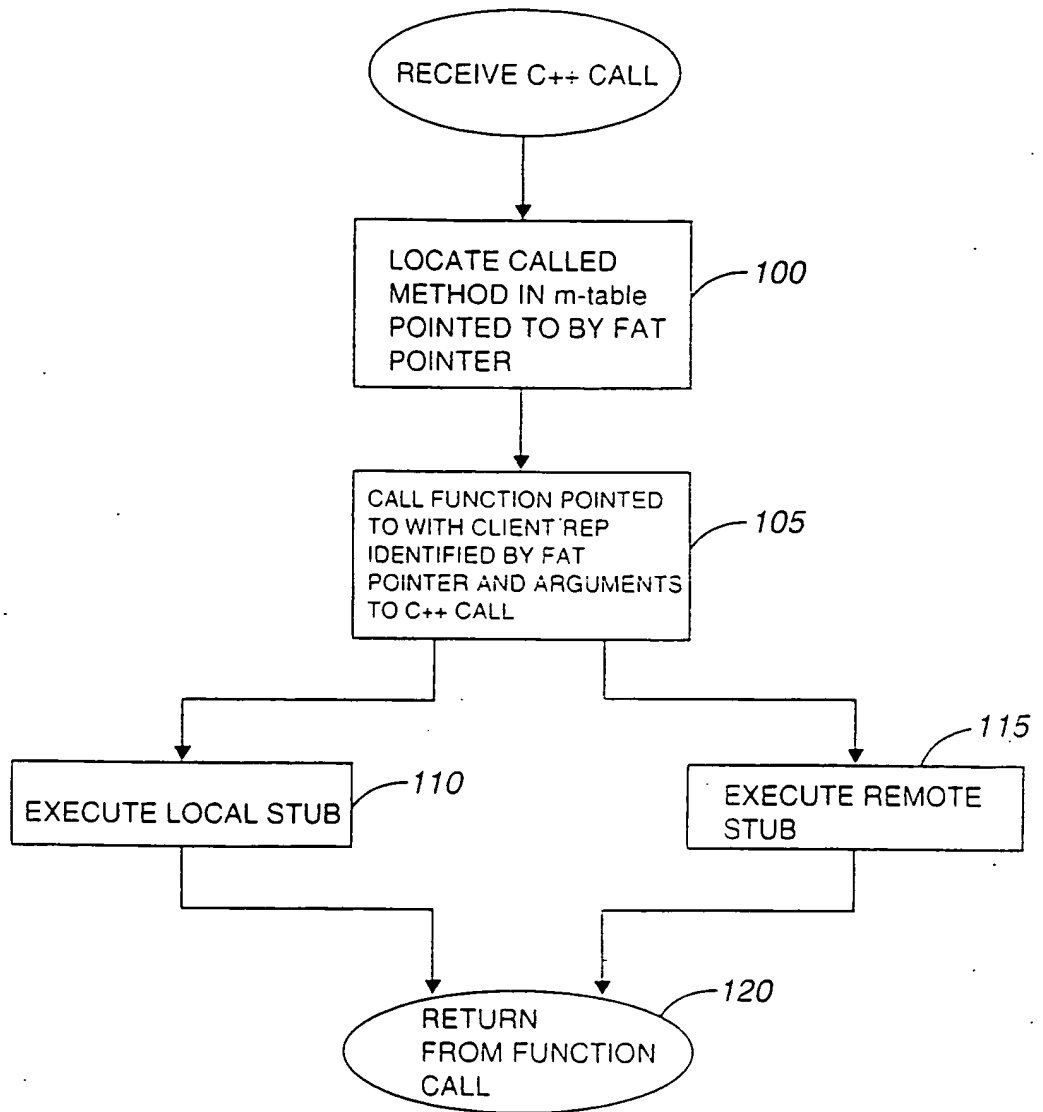 RECEIVE C++ CALL
LOCATE CALLED
METHOD IN m-table
POINTED TO BY FAT
POINTER
100
CALL FUNCTION POINTED
TO WITH CLIENT REP
IDENTIFIED BY FAT
POINTER AND ARGUMENTS
TO C++ CALL
105
EXECUTE LOCAL STUB
110
EXECUTE REMOTE
STUB
115
RETURN
FROM FUNCTION
CALL
120